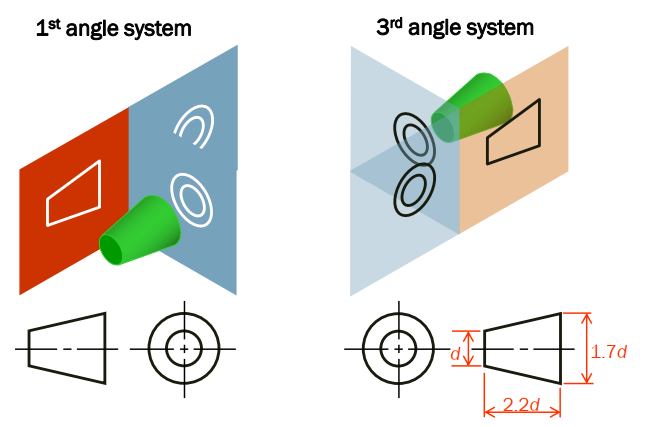 1st angle system
3rd angle system
d
1.7d
2.2d